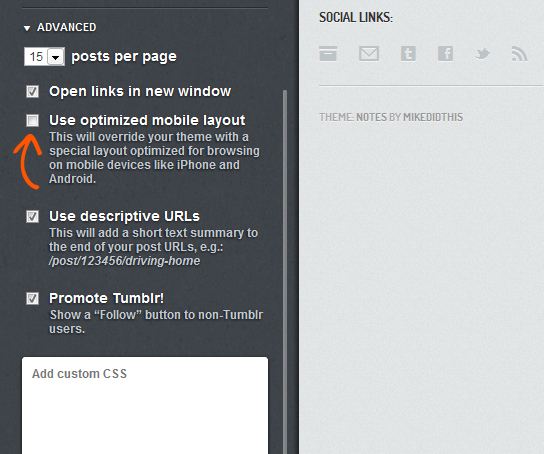 ADVANCED
15 posts per page
Open links in new window
Use optimized mobile layout
This will override your theme with a
special layout optimized for browsing
on mobile devices like iPhone and
Android.
Use descriptive URLs
This will add a short text summary to
the end of your post URLs, e.g.:
/post/123456/driving-home
Promote Tumblr!
Show a “Follow” button to non-Tumblr
users.
Add custom CSS
SOCIAL LINKS:
THEME: NOTES BY MIKEDIDTHIS